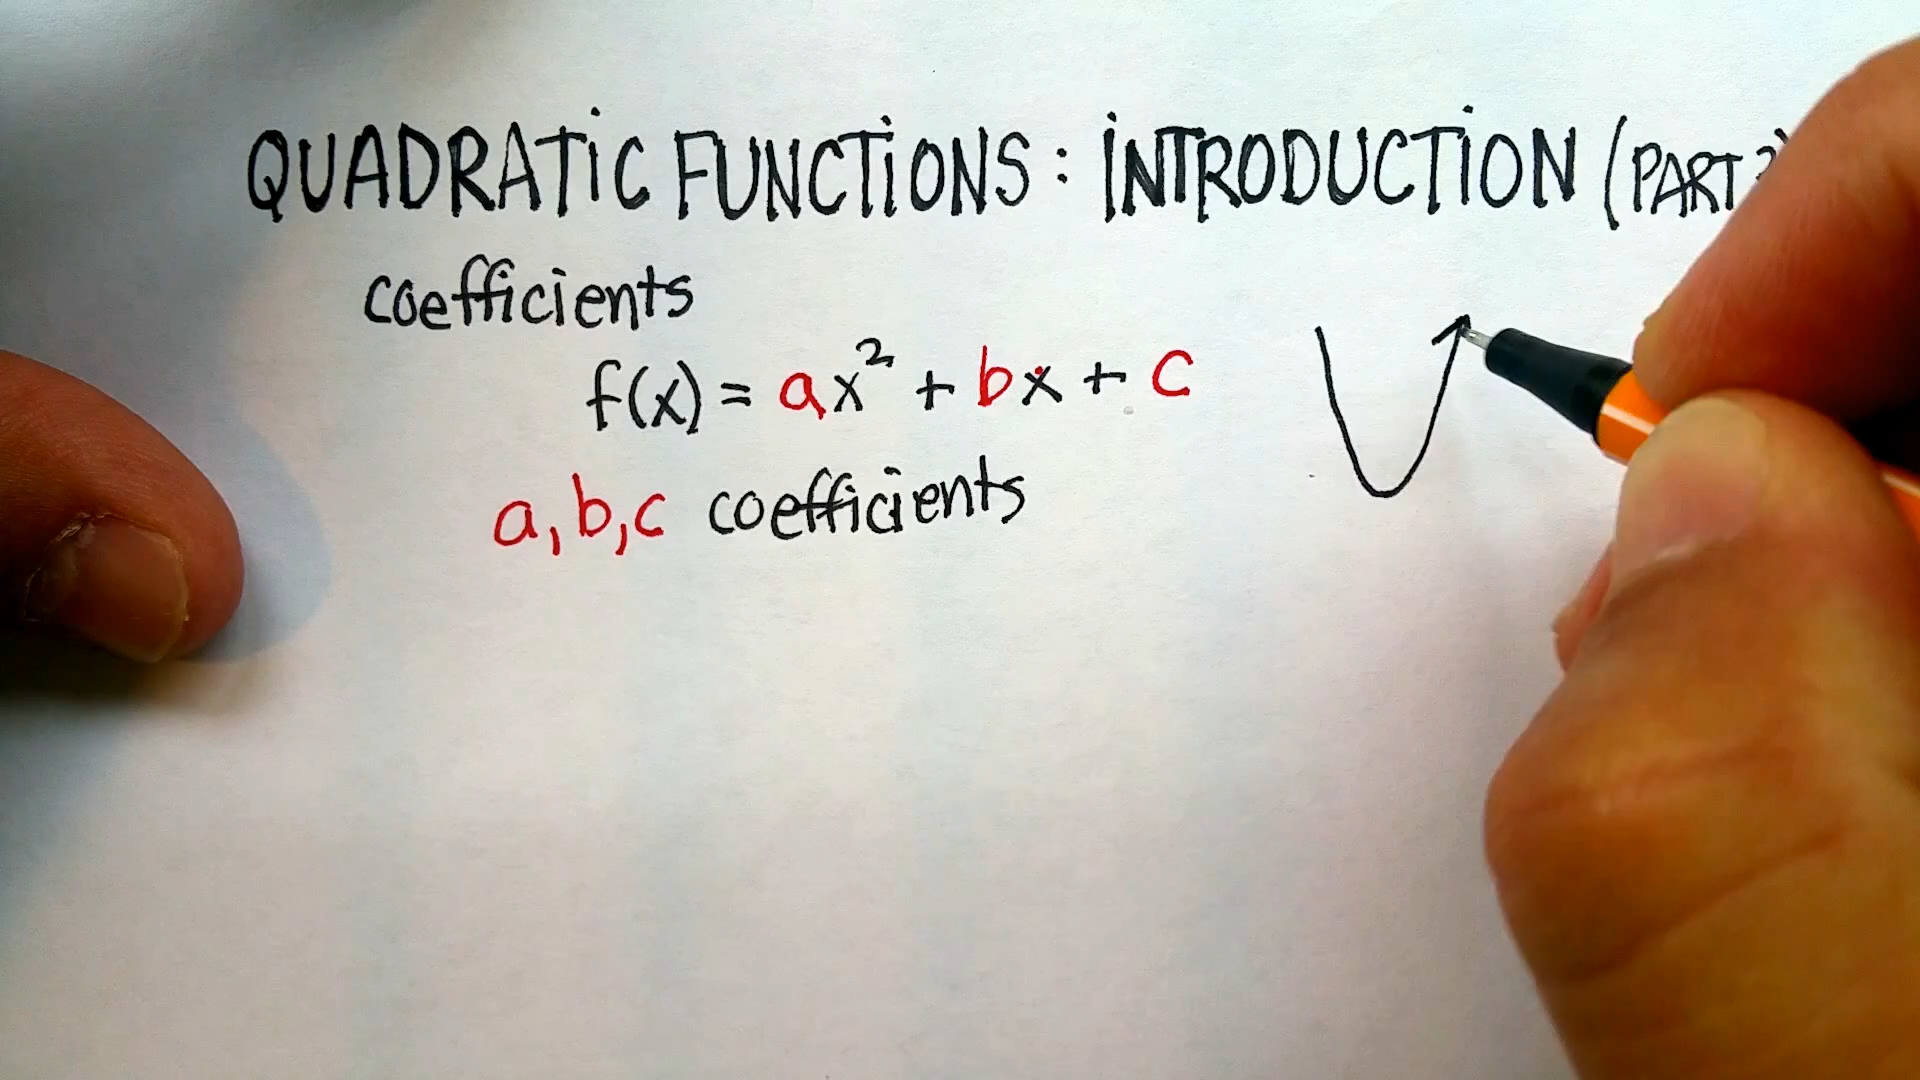 QUADRATIC FUNCTIONS: INTRODUCTION (PART
coefficients
f(x) = ax² + bx + c
a, b, c coefficients